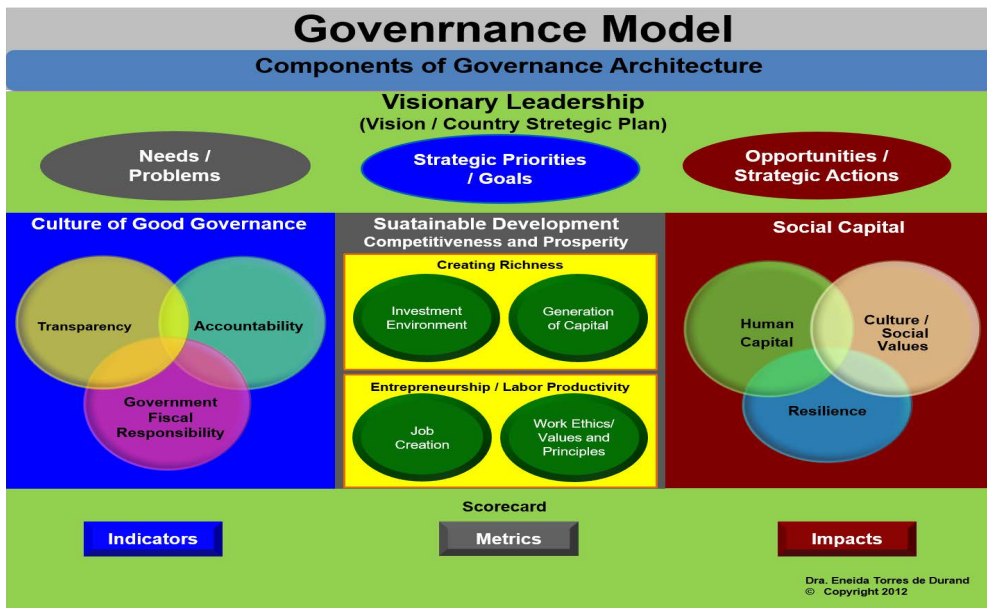 Govenrnance Model
Components of Governance Architecture
Visionary Leadership
(Vision / Country Stretegic Plan)
Needs /
Problems
Strategic Priorities
/ Goals
Opportunities /
Strategic Actions
Culture of Good Governance
Transparency
Accountability
Government
Fiscal
Responsibility
Suatainable Development
Competitiveness and Prosperity
Creating Richness
Investment
Environment
Generation
of Capital
Entrepreneurship / Labor Productivity
Job
Creation
Work Ethics/
Values and
Principles
Social Capital
Human
Capital
Culture /
Social
Values
Resilience
Scorecard
Indicators
Metrics
Impacts
Dra. Eneida Torres de Durand
© Copyright 2012